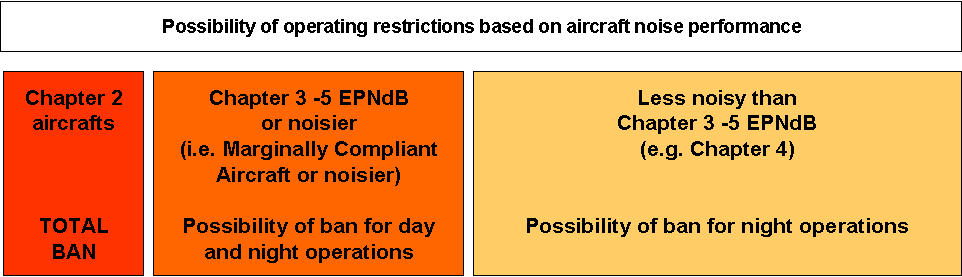 Possibility of operating restrictions based on aircraft noise performance
Chapter 2
aircrafts
TOTAL
BAN
Chapter 3 -5 EPNdB
or noisier
(i.e. Marginally Compliant
Aircraft or noisier)
Possibility of ban for day
and night operations
Less noisy than
Chapter 3 -5 EPNdB
(e.g. Chapter 4)
Possibility of ban for night operations